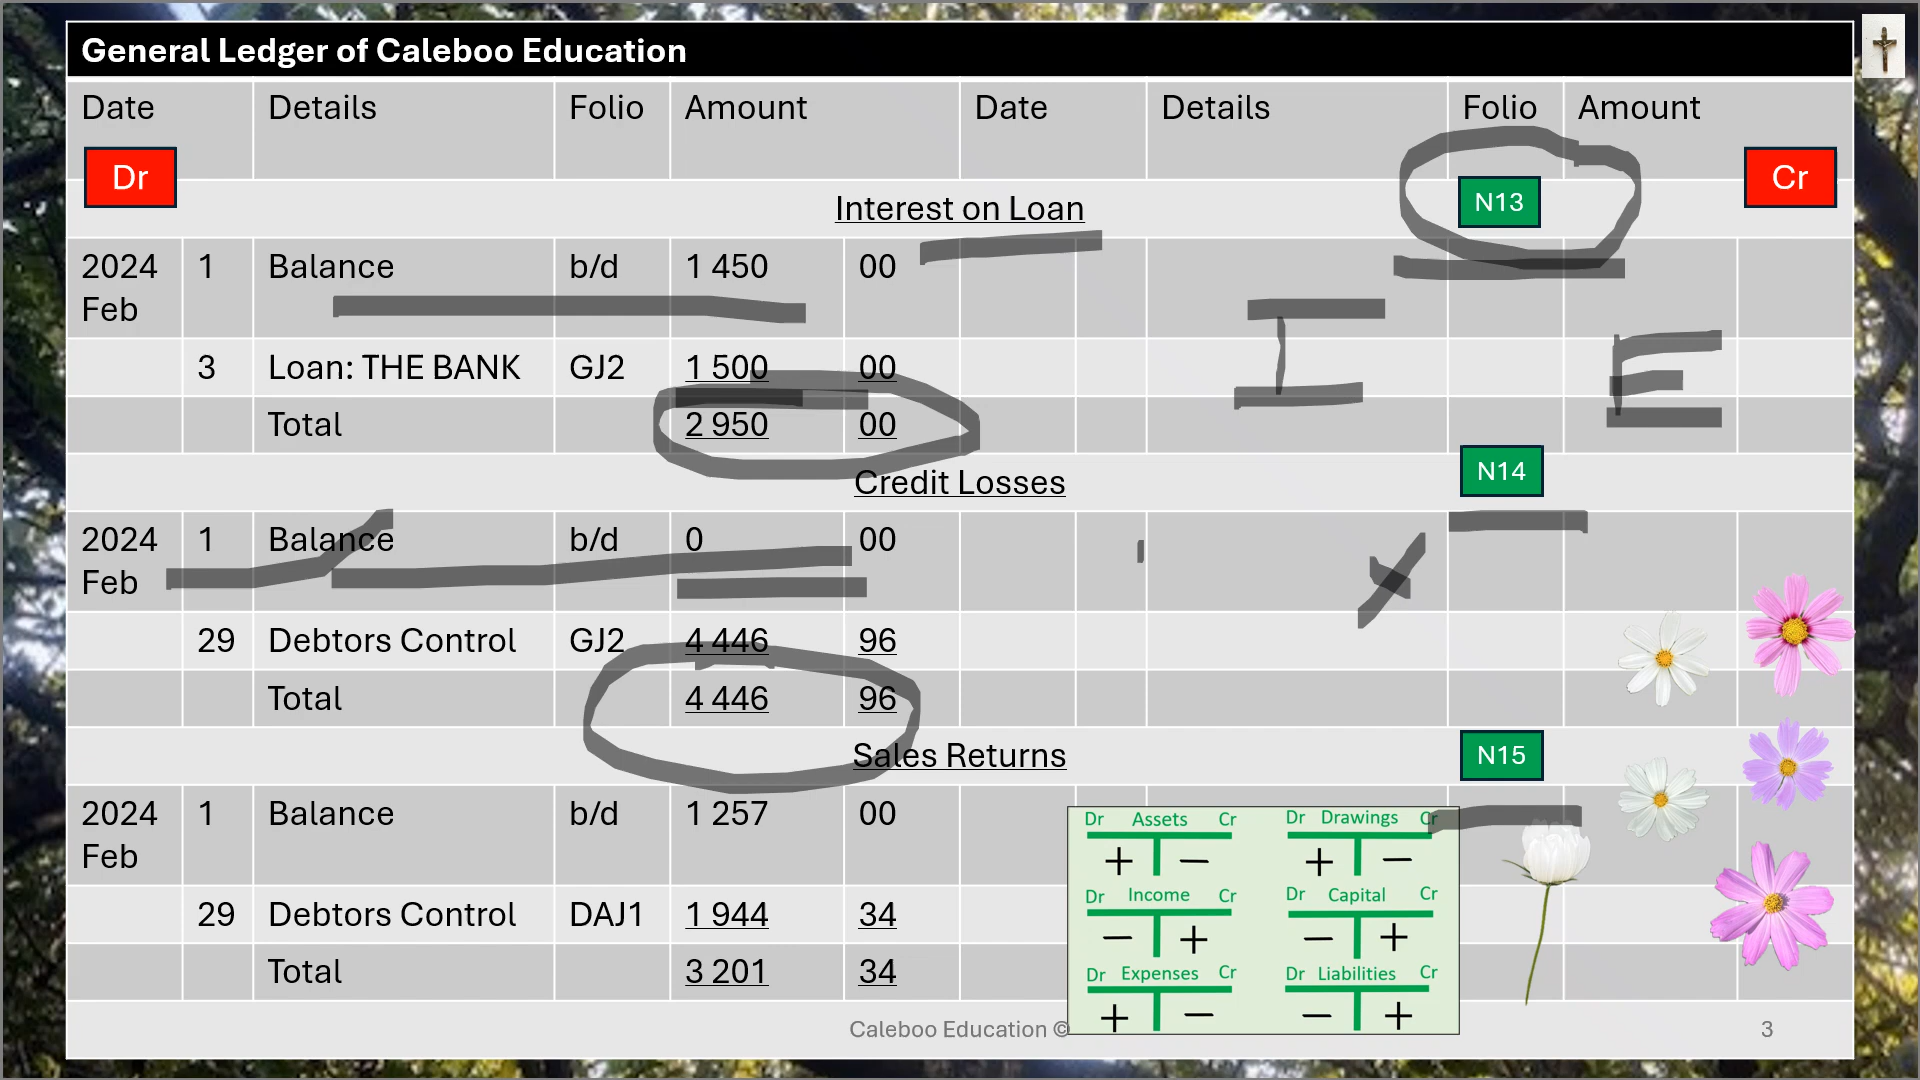 General Ledger of Caleboo Education
Date Details Folio Amount Date Details Folio Amount
Dr Cr
Interest on Loan N13
2024 Feb 1 Balance b/d 1 450 00
I E
3 Loan: THE BANK GJ2 1 500 00
Total 2 950 00
Credit Losses N14
2024 Feb 1 Balance b/d 0 00
29 Debtors Control GJ2 4 446 96
Total 4 446 96
Sales Returns N15
2024 Feb 1 Balance b/d 1 257 00
29 Debtors Control DAJ1 1 944 34
Total 3 201 34
Dr Assets Cr Dr Drawings Cr
+ − + −
Dr Income Cr Dr Capital Cr
− + − +
Dr Expenses Cr Dr Liabilities Cr
+ − − +
Caleboo Education © 3